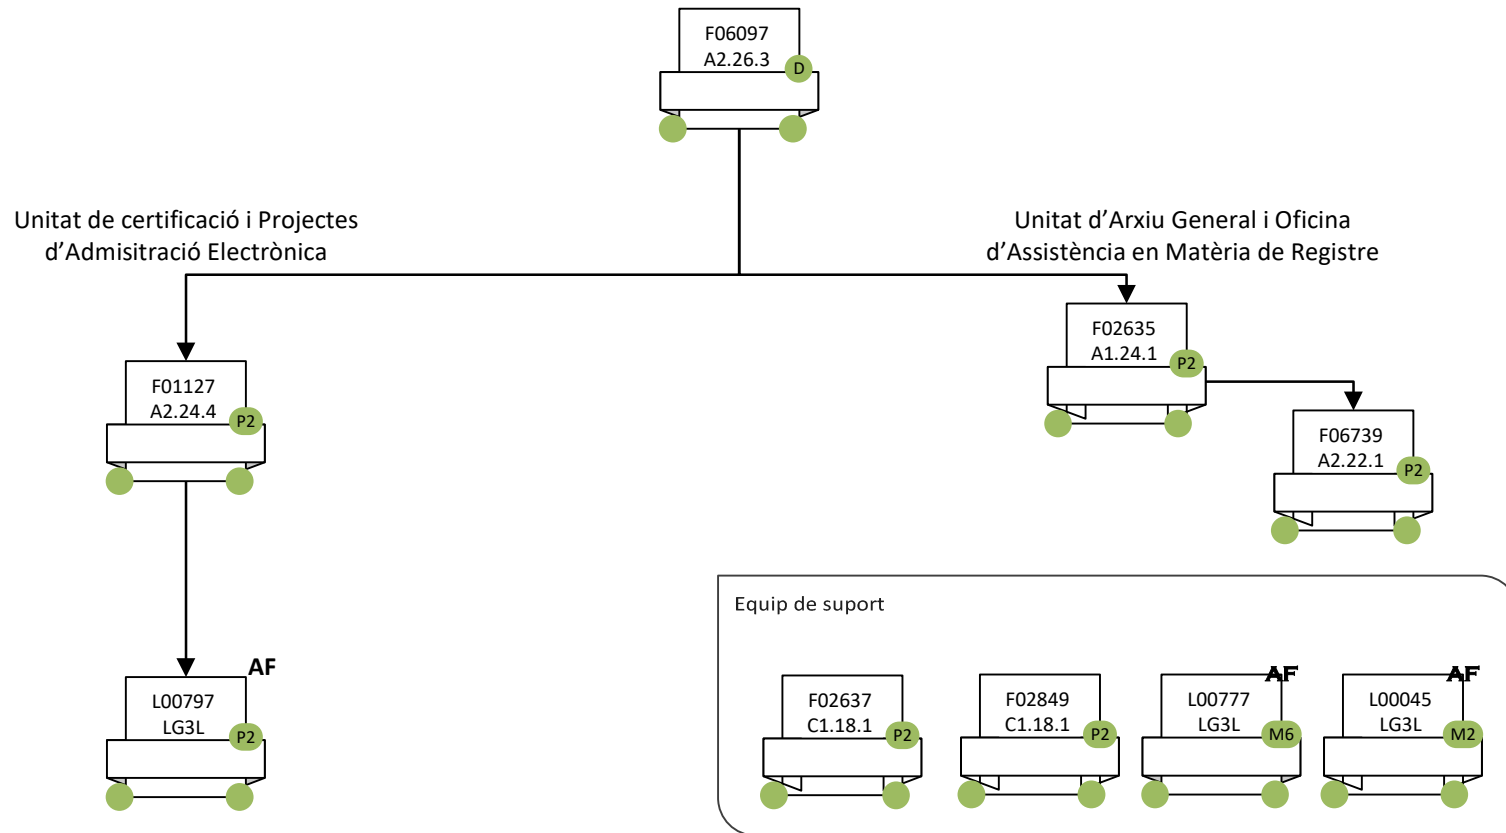 F06097
A2.26.3
D
Unitat de certificació i Projectes
d’Admisitració Electrònica
Unitat d’Arxiu General i Oficina
d’Assistència en Matèria de Registre
F02635
A1.24.1
P2
F01127
A2.24.4
P2
F06739
A2.22.1
P2
Equip de suport
AF
L00797
LG3L
P2
F02637
C1.18.1
P2
F02849
C1.18.1
P2
AF
L00777
LG3L
M6
AF
L00045
LG3L
M2